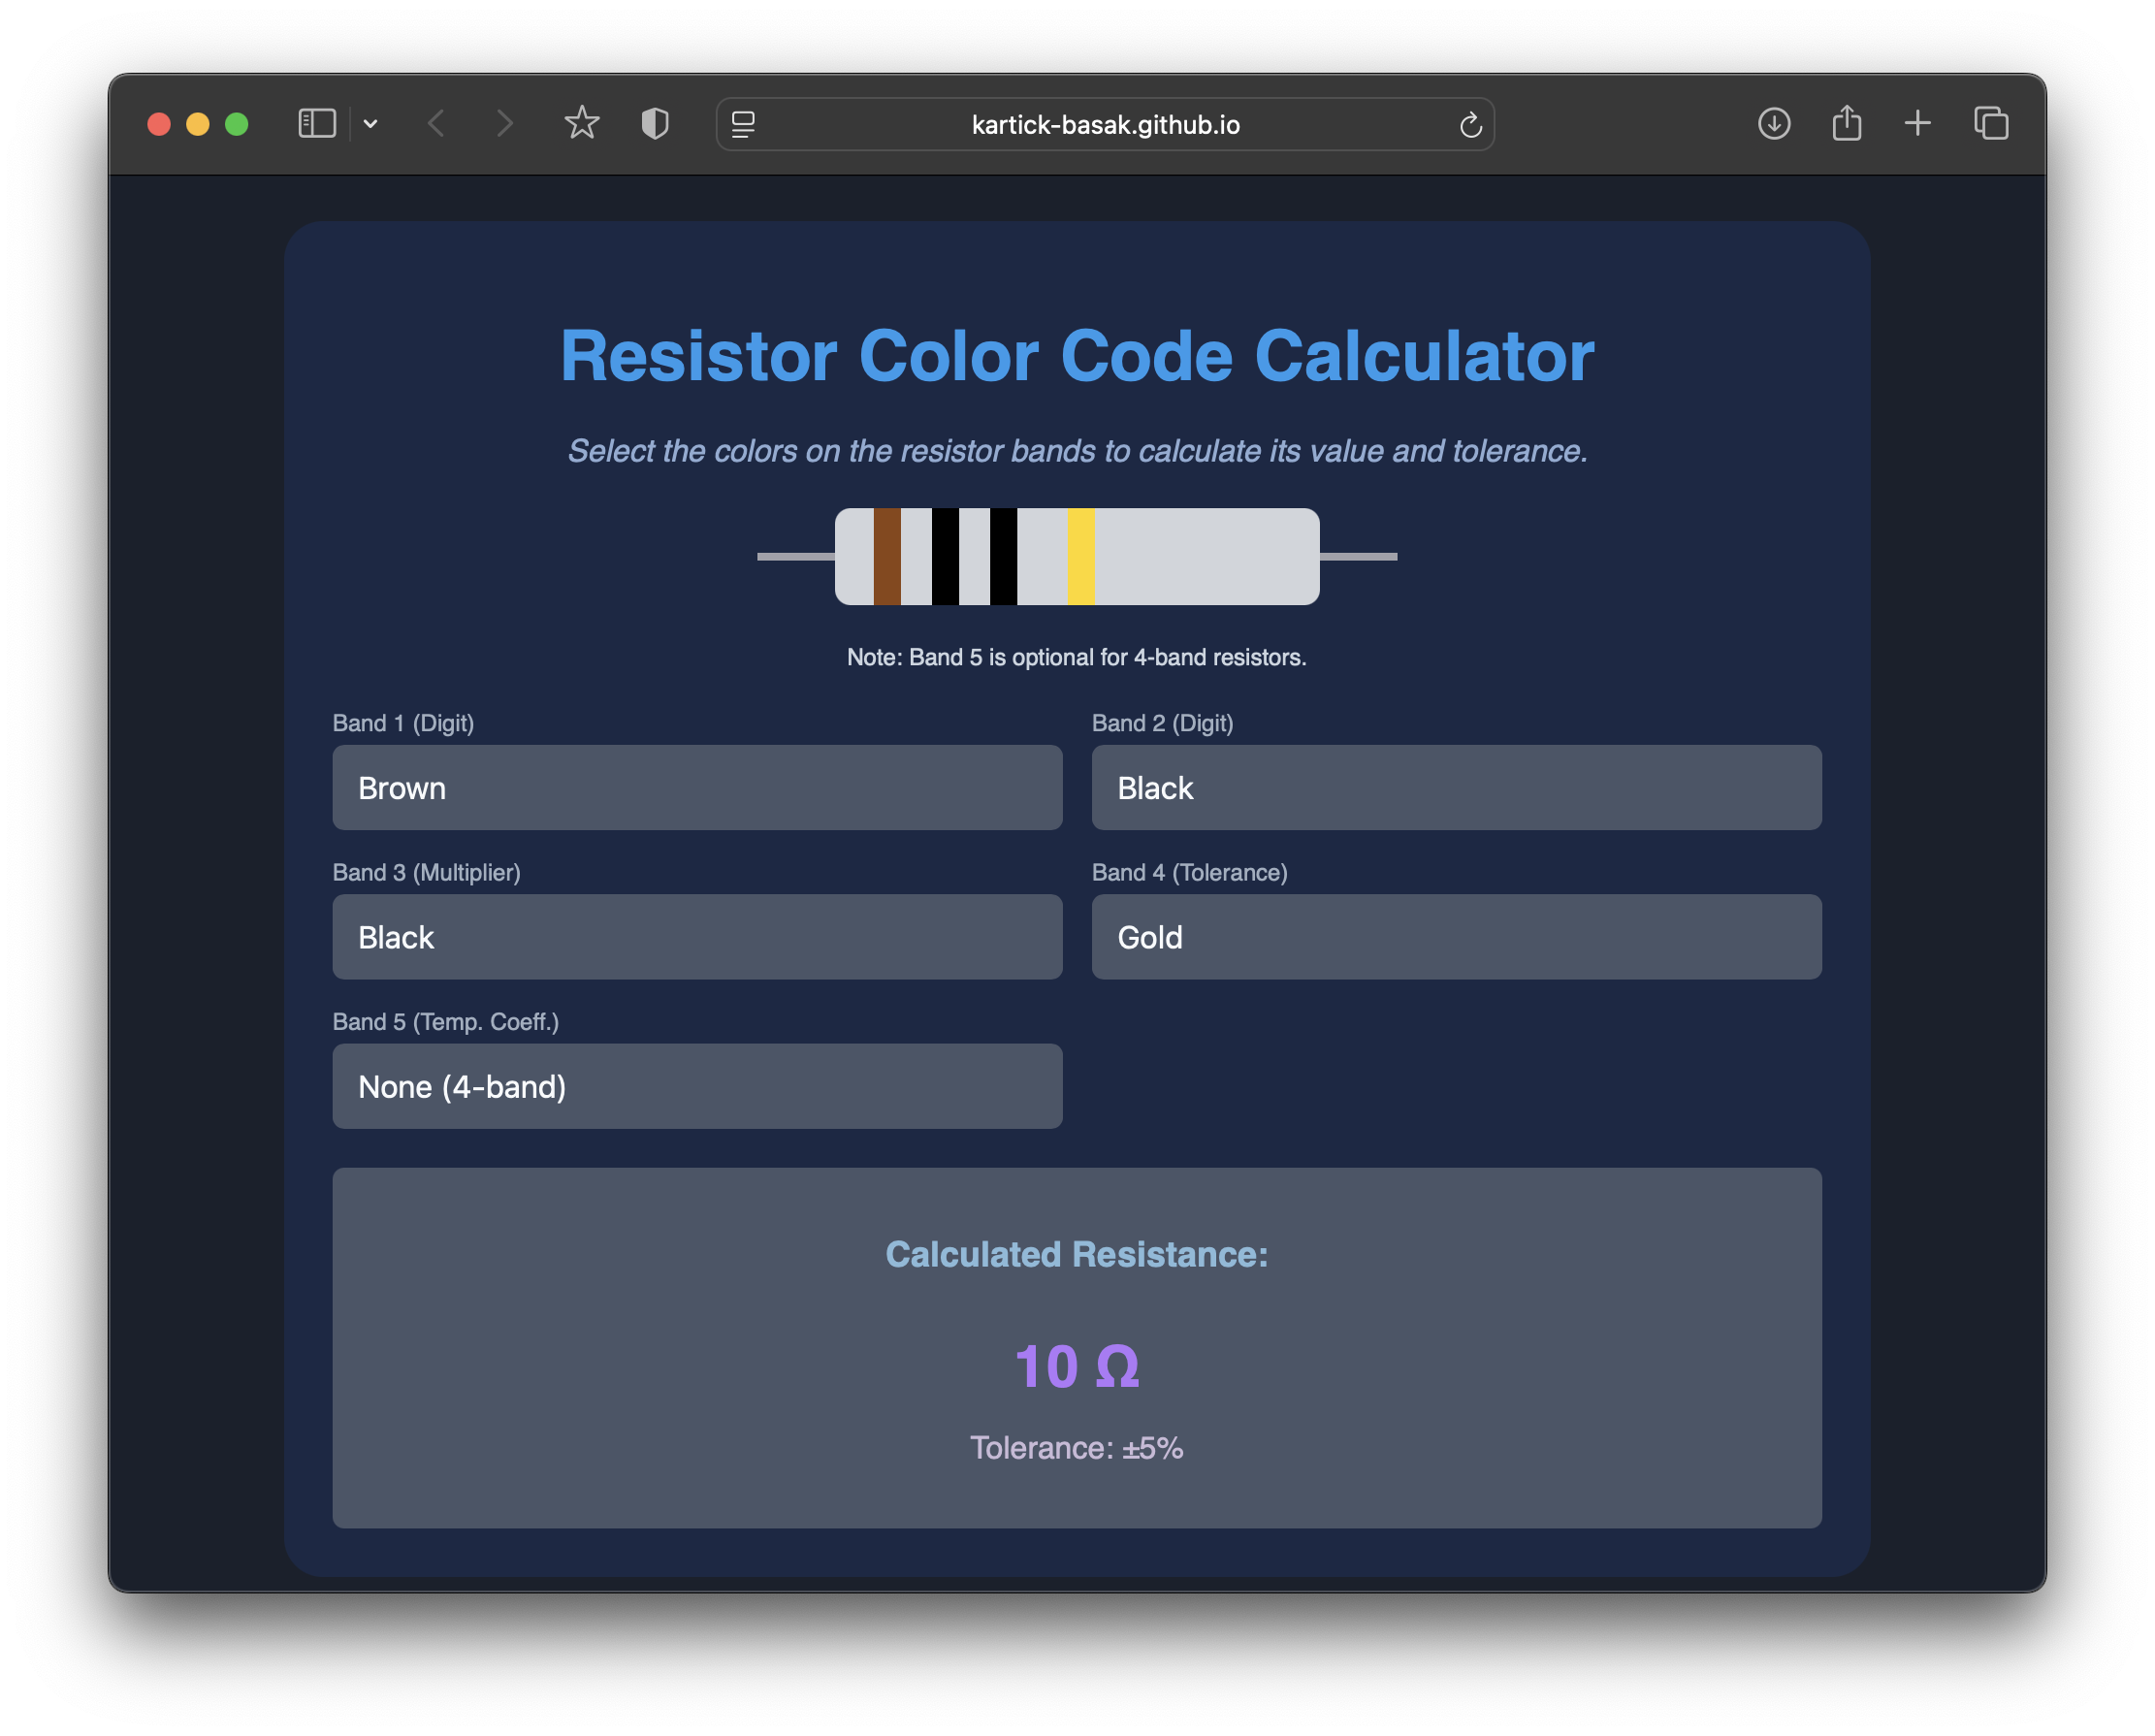 kartick-basak.github.io
Resistor Color Code Calculator
Select the colors on the resistor bands to calculate its value and tolerance.
Note: Band 5 is optional for 4-band resistors.
Band 1 (Digit)
Brown
Band 2 (Digit)
Black
Band 3 (Multiplier)
Black
Band 4 (Tolerance)
Gold
Band 5 (Temp. Coeff.)
None (4-band)
Calculated Resistance:
10 Ω
Tolerance: ±5%